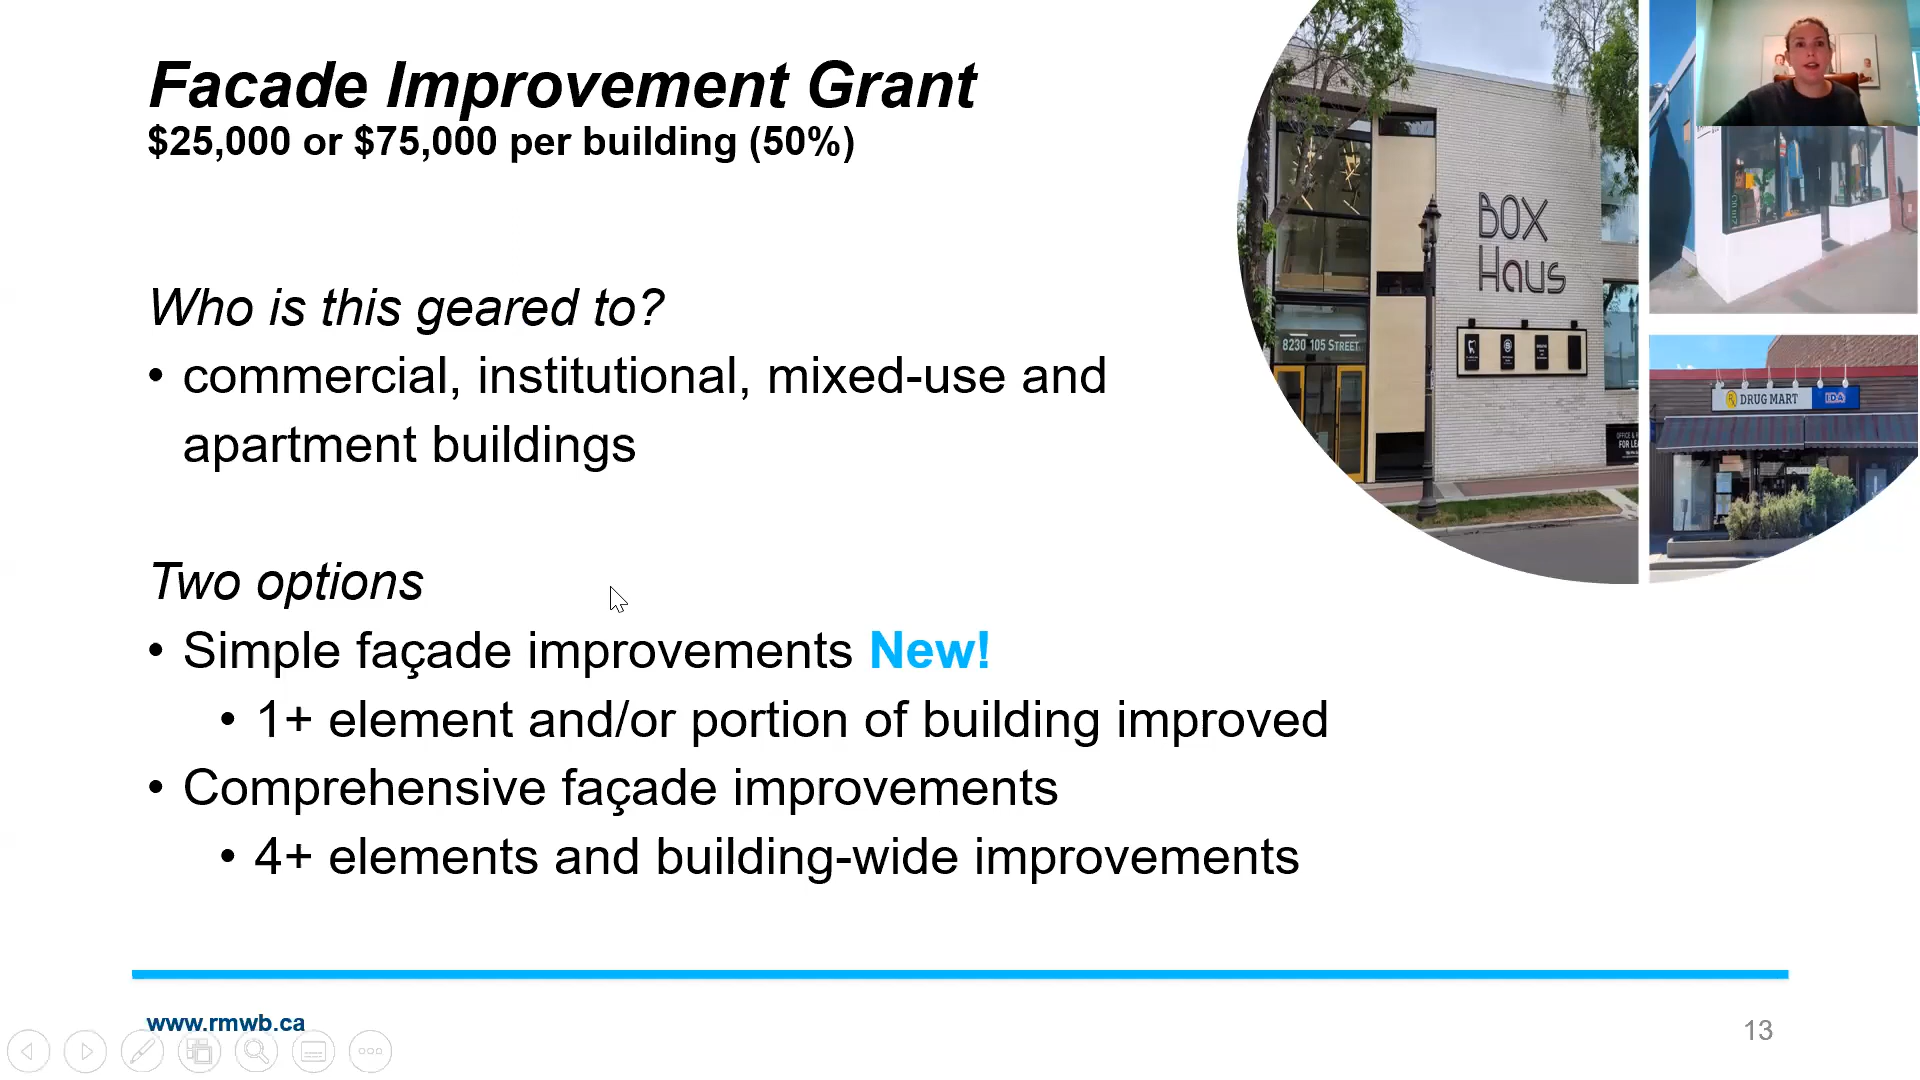 Facade Improvement Grant
$25,000 or $75,000 per building (50%)
Who is this geared to?
• commercial, institutional, mixed-use and
apartment buildings
Two options
• Simple façade improvements New!
• 1+ element and/or portion of building improved
• Comprehensive façade improvements
• 4+ elements and building-wide improvements
BOX
Haus
8230 105 STREET
DRUG MART IDA
www.rmwb.ca
13